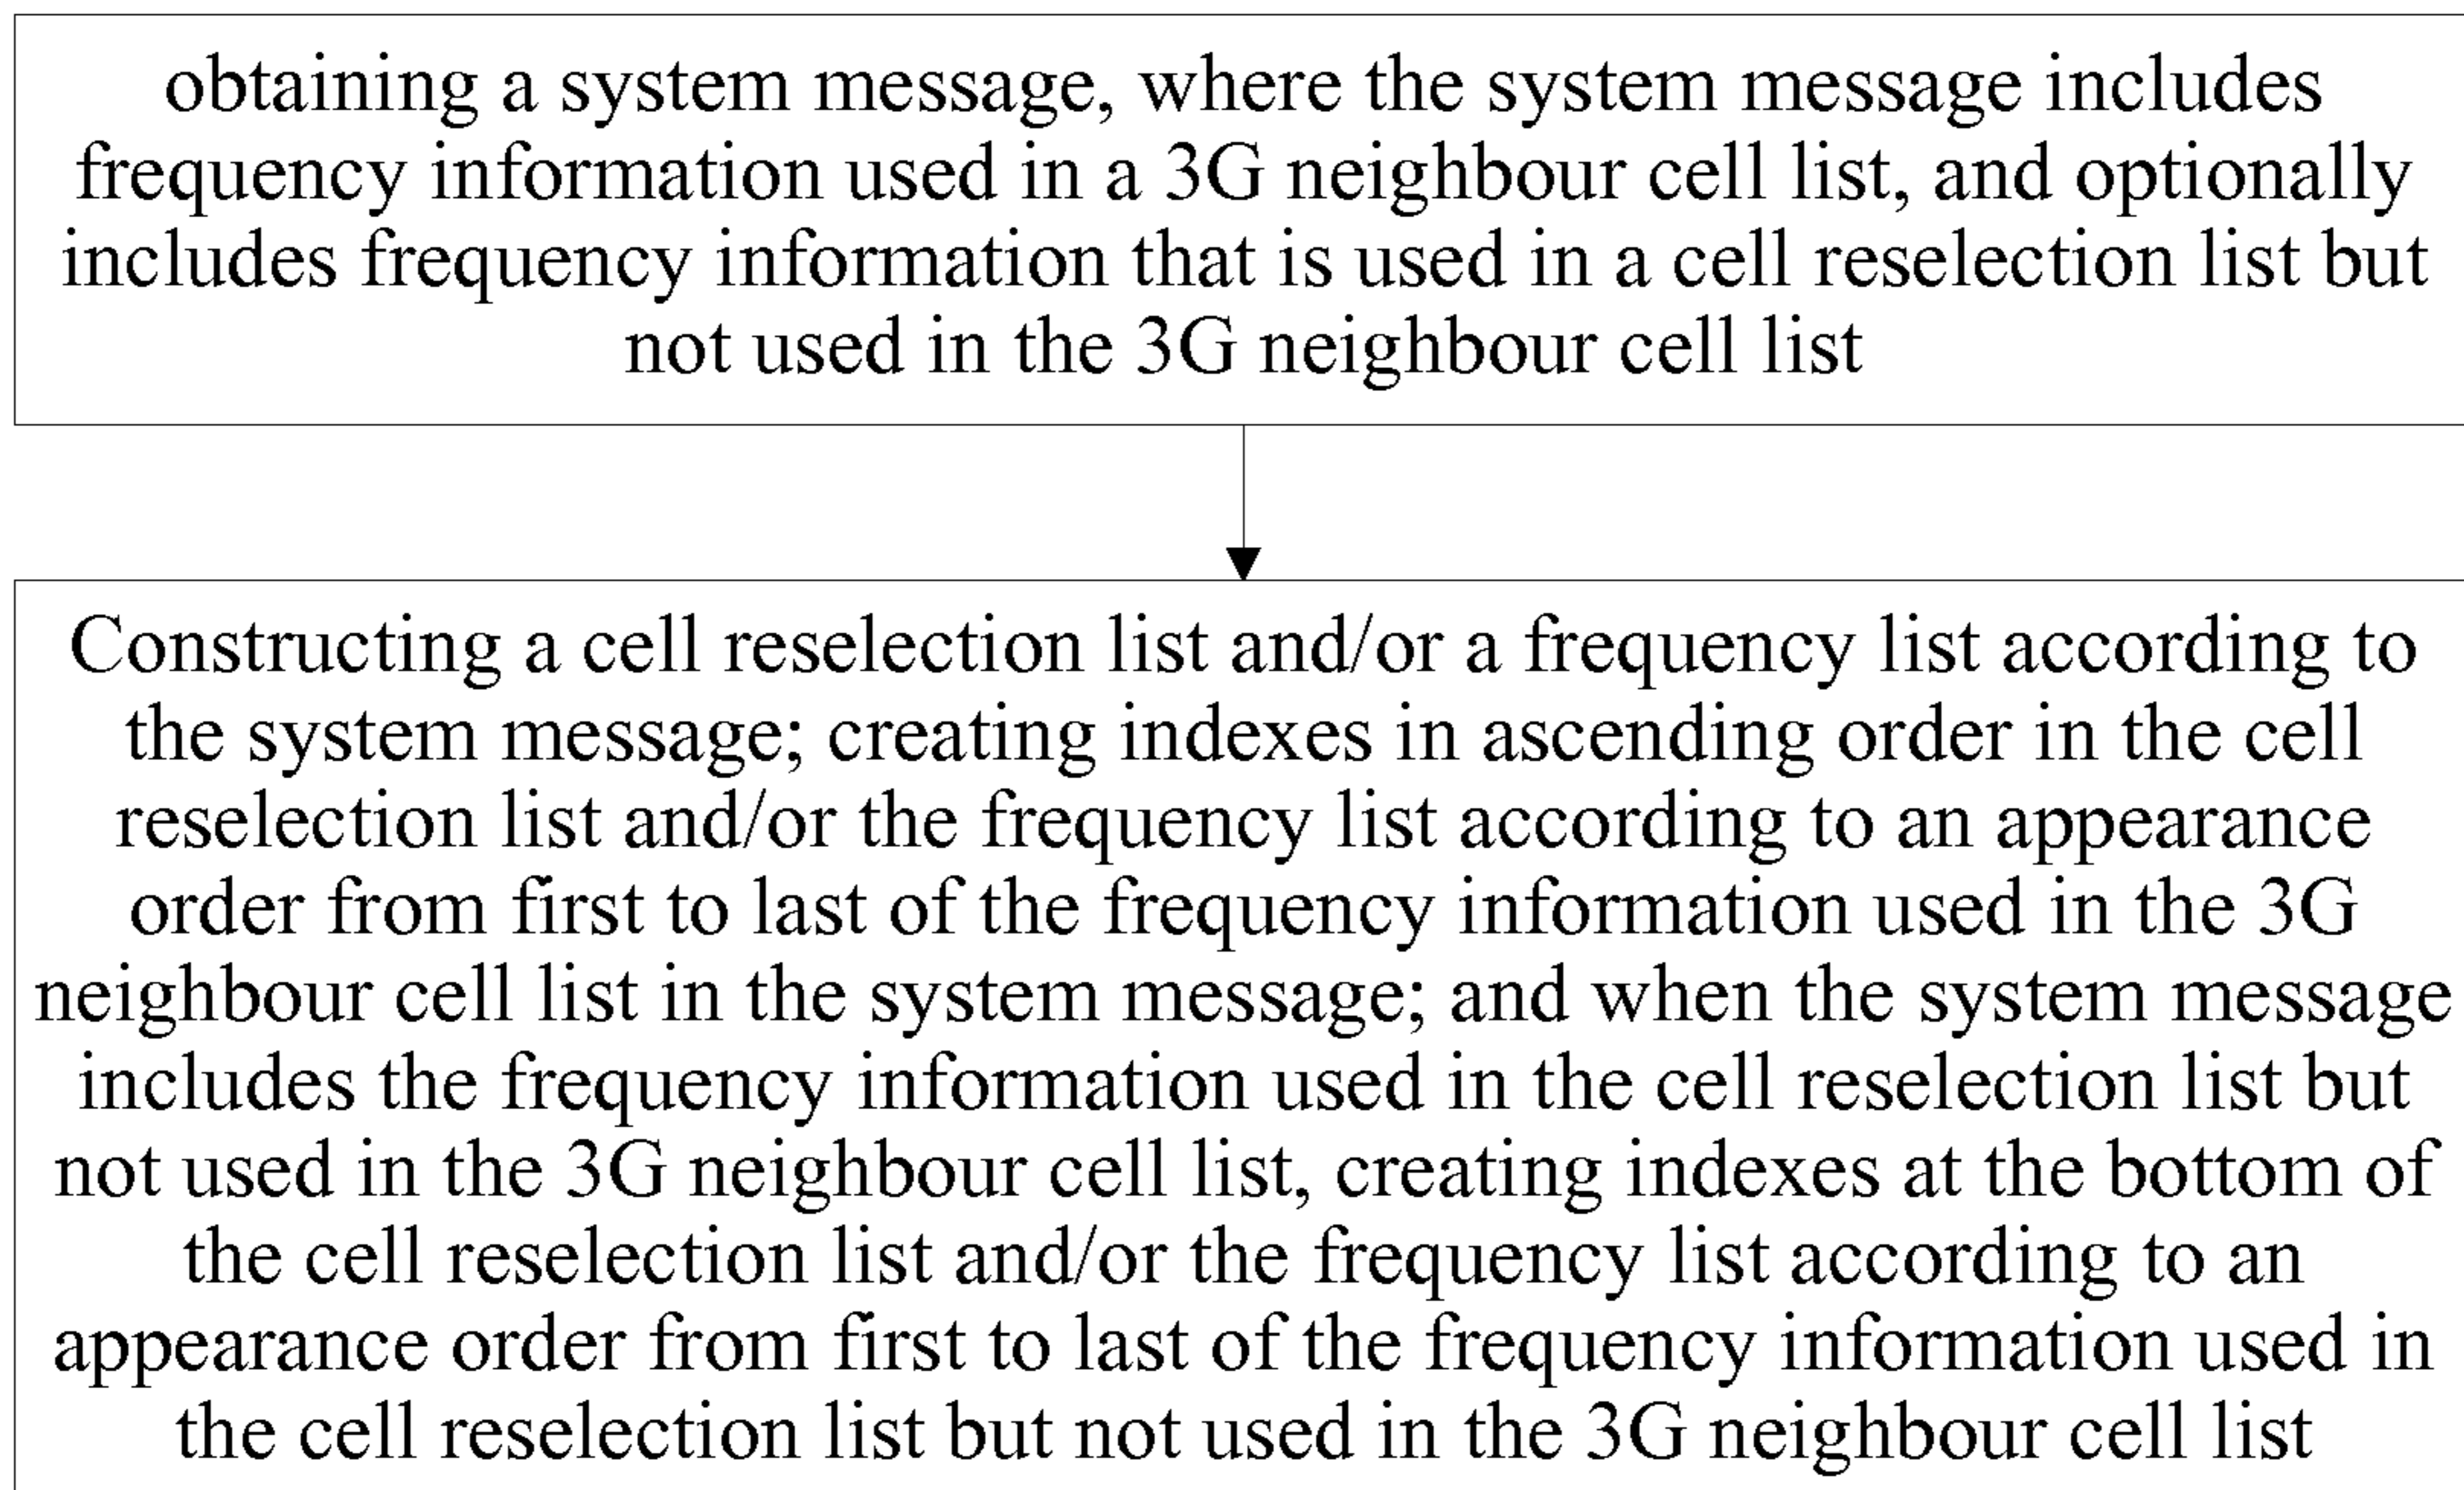 obtaining a system message, where the system message includes
frequency information used in a 3G neighbour cell list, and optionally
includes frequency information that is used in a cell reselection list but
not used in the 3G neighbour cell list
Constructing a cell reselection list and/or a frequency list according to
the system message; creating indexes in ascending order in the cell
reselection list and/or the frequency list according to an appearance
order from first to last of the frequency information used in the 3G
neighbour cell list in the system message; and when the system message
includes the frequency information used in the cell reselection list but
not used in the 3G neighbour cell list, creating indexes at the bottom of
the cell reselection list and/or the frequency list according to an
appearance order from first to last of the frequency information used in
the cell reselection list but not used in the 3G neighbour cell list